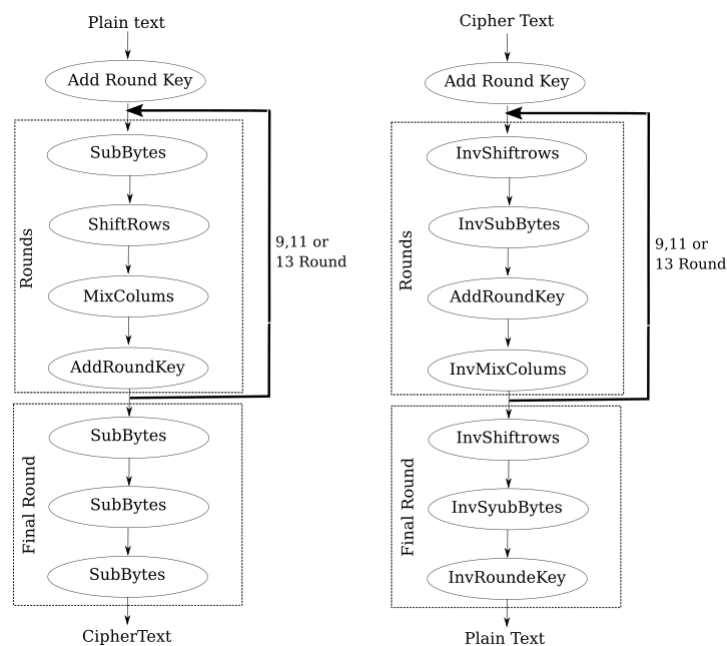 Plain text
Add Round Key
Rounds
SubBytes
ShiftRows
MixColums
AddRoundKey
9,11 or
13 Round
Final Round
SubBytes
SubBytes
SubBytes
CipherText
Cipher Text
Add Round Key
Rounds
InvShiftrows
InvSubBytes
AddRoundKey
InvMixColums
9,11 or
13 Round
Final Round
InvShiftrows
InvSyubBytes
InvRoundeKey
Plain Text